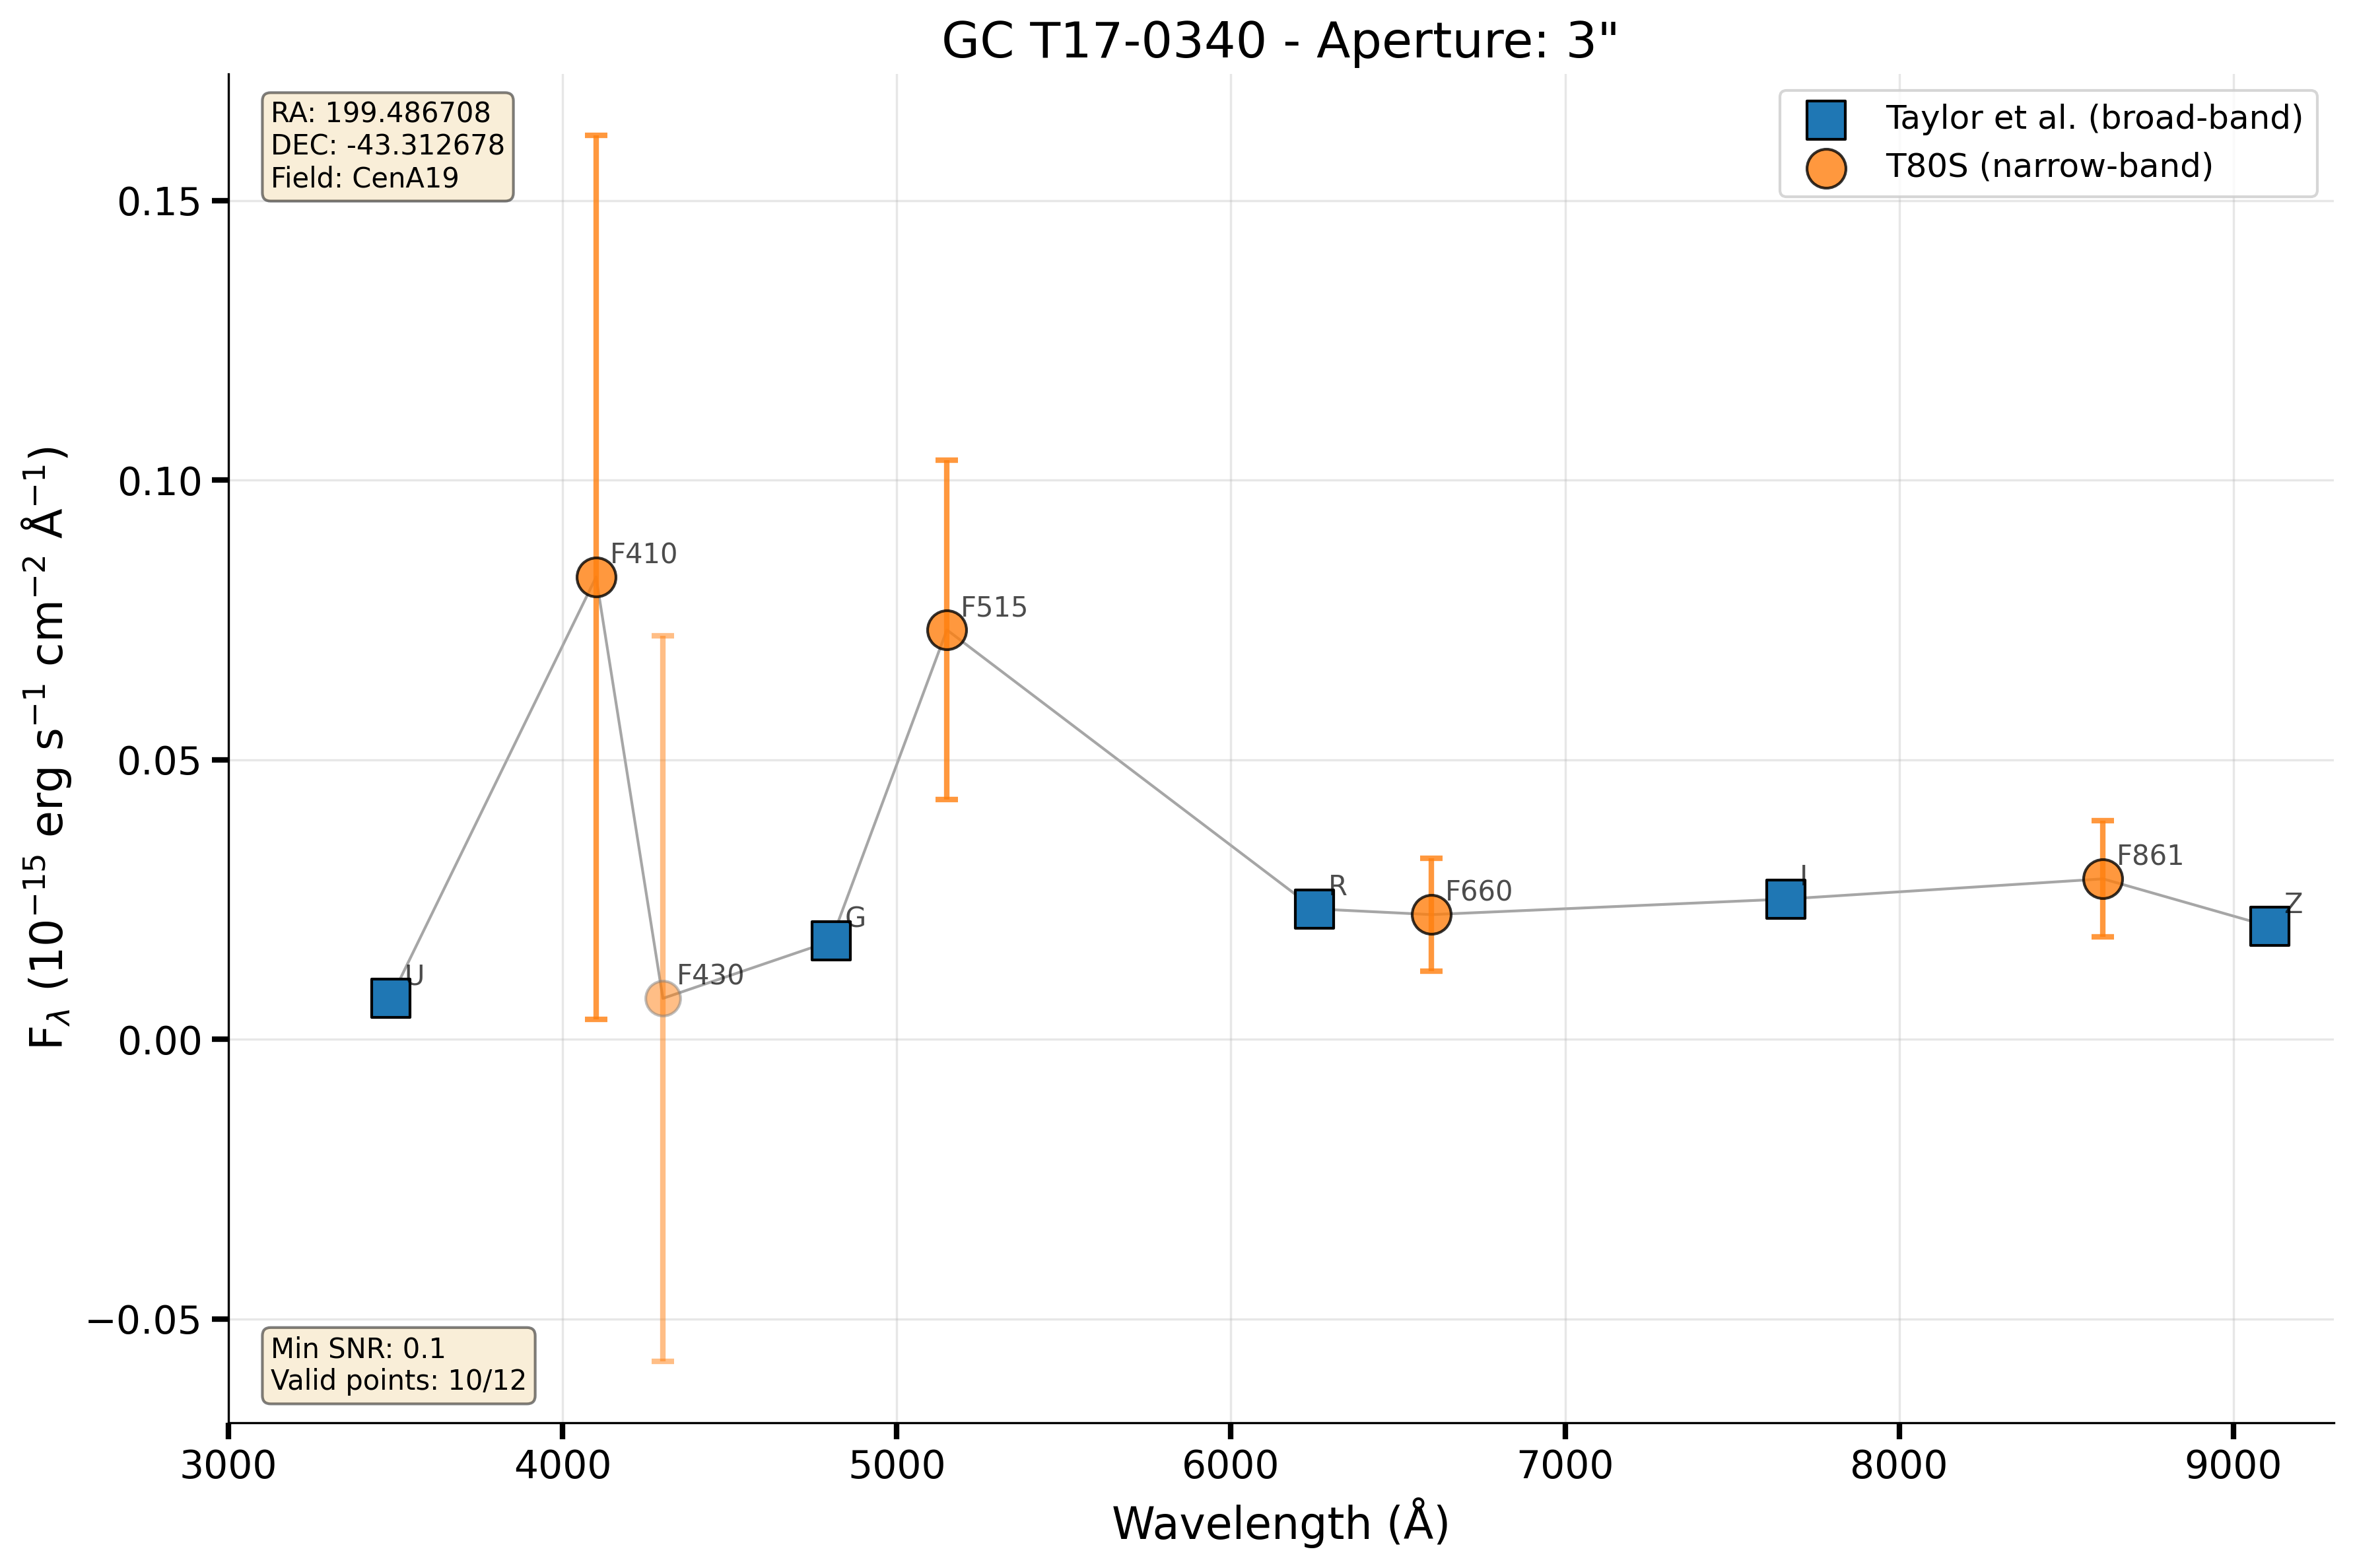 GC T17-0340 - Aperture: 3"
RA: 199.486708
DEC: -43.312678
Field: CenA19
Taylor et al. (broad-band)
T80S (narrow-band)
F_λ (10⁻¹⁵ erg s⁻¹ cm⁻² Å⁻¹)
0.15
0.10
0.05
0.00
−0.05
U
F410
F430
G
F515
R
F660
I
F861
Z
Min SNR: 0.1
Valid points: 10/12
3000 4000 5000 6000 7000 8000 9000
Wavelength (Å)